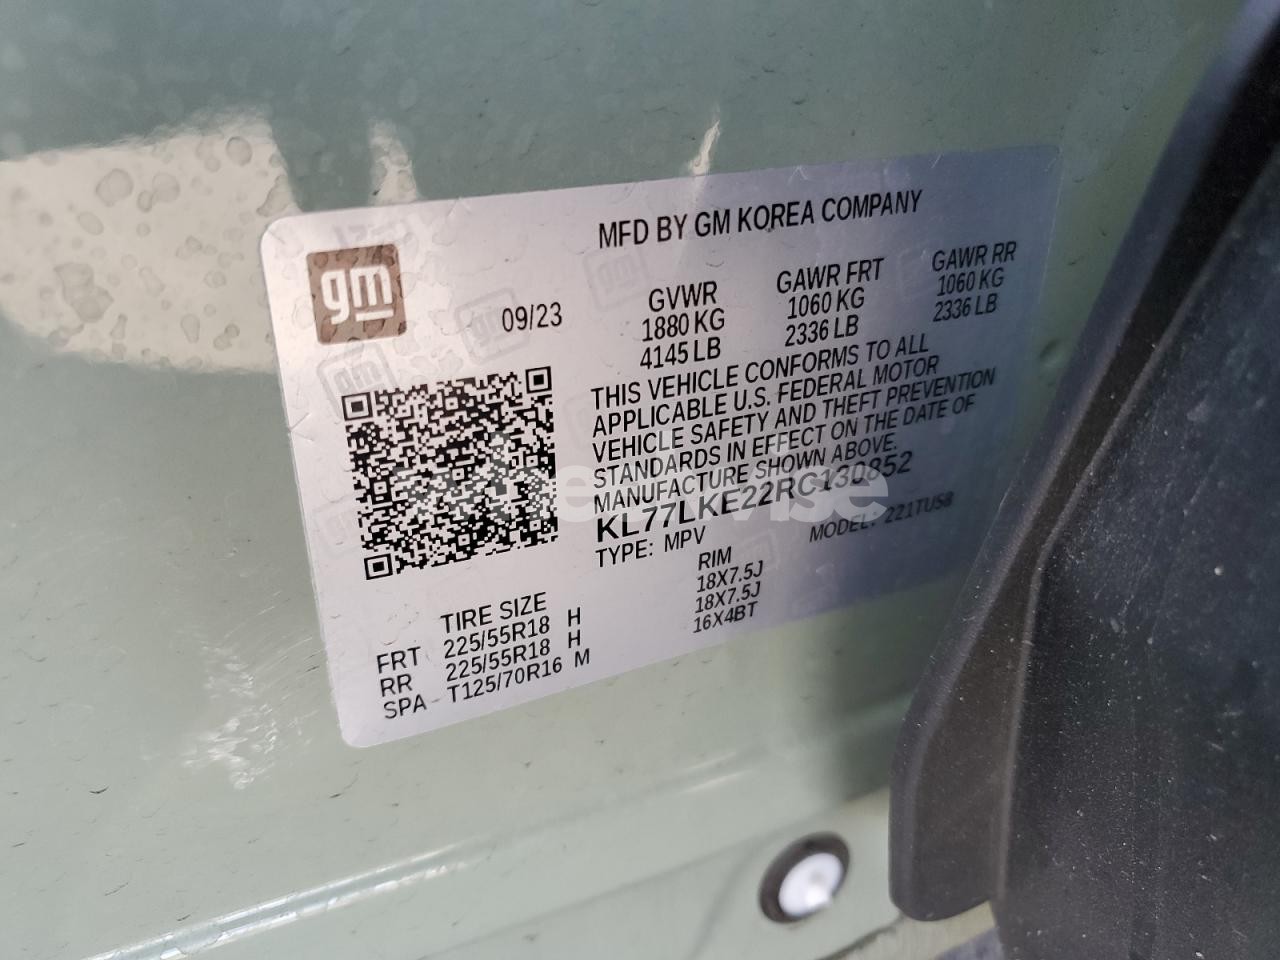 gm
MFD BY GM KOREA COMPANY
09/23
GVWR GAWR FRT GAWR RR
1880 KG 1060 KG 1060 KG
4145 LB 2336 LB 2336 LB
THIS VEHICLE CONFORMS TO ALL
APPLICABLE U.S. FEDERAL MOTOR
VEHICLE SAFETY AND THEFT PREVENTION
STANDARDS IN EFFECT ON THE DATE OF
MANUFACTURE SHOWN ABOVE.
KL77LKE22RC130852
TYPE: MPV MODEL: 221TU58
TIRE SIZE RIM
FRT 225/55R18 H 18X7.5J
RR 225/55R18 H 18X7.5J
SPA T125/70R16 M 16X4BT